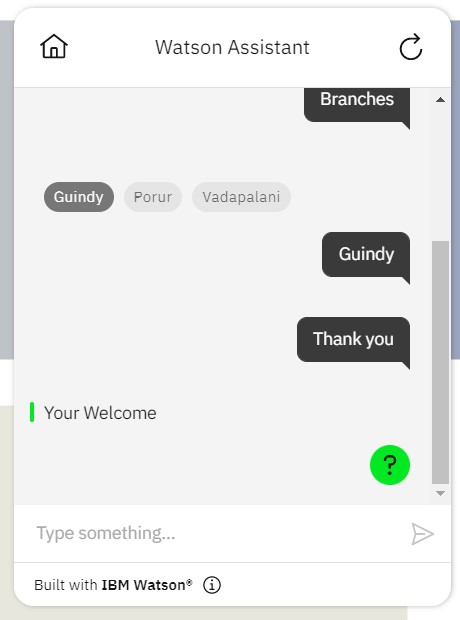 Watson Assistant
Branches
Guindy Porur Vadapalani
Guindy
Thank you
Your Welcome
?
Type something...
Built with IBM Watson®